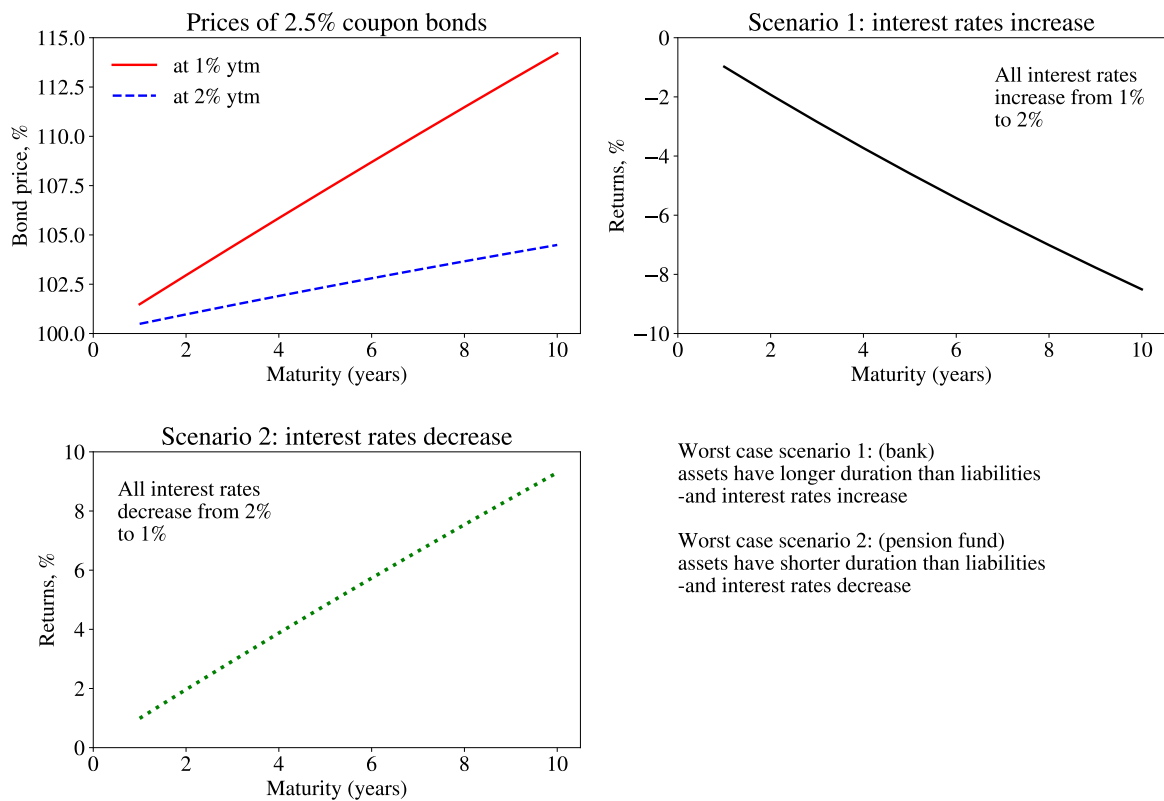 Prices of 2.5% coupon bonds
115.0
112.5
110.0
107.5
105.0
102.5
100.0
Bond price, %
at 1% ytm
at 2% ytm
0 2 4 6 8 10
Maturity (years)
Scenario 1: interest rates increase
0
−2
−4
−6
−8
−10
Returns, %
All interest rates
increase from 1%
to 2%
0 2 4 6 8 10
Maturity (years)
Scenario 2: interest rates decrease
10
8
6
4
2
0
Returns, %
All interest rates
decrease from 2%
to 1%
0 2 4 6 8 10
Maturity (years)
Worst case scenario 1: (bank)
assets have longer duration than liabilities
-and interest rates increase
Worst case scenario 2: (pension fund)
assets have shorter duration than liabilities
-and interest rates decrease